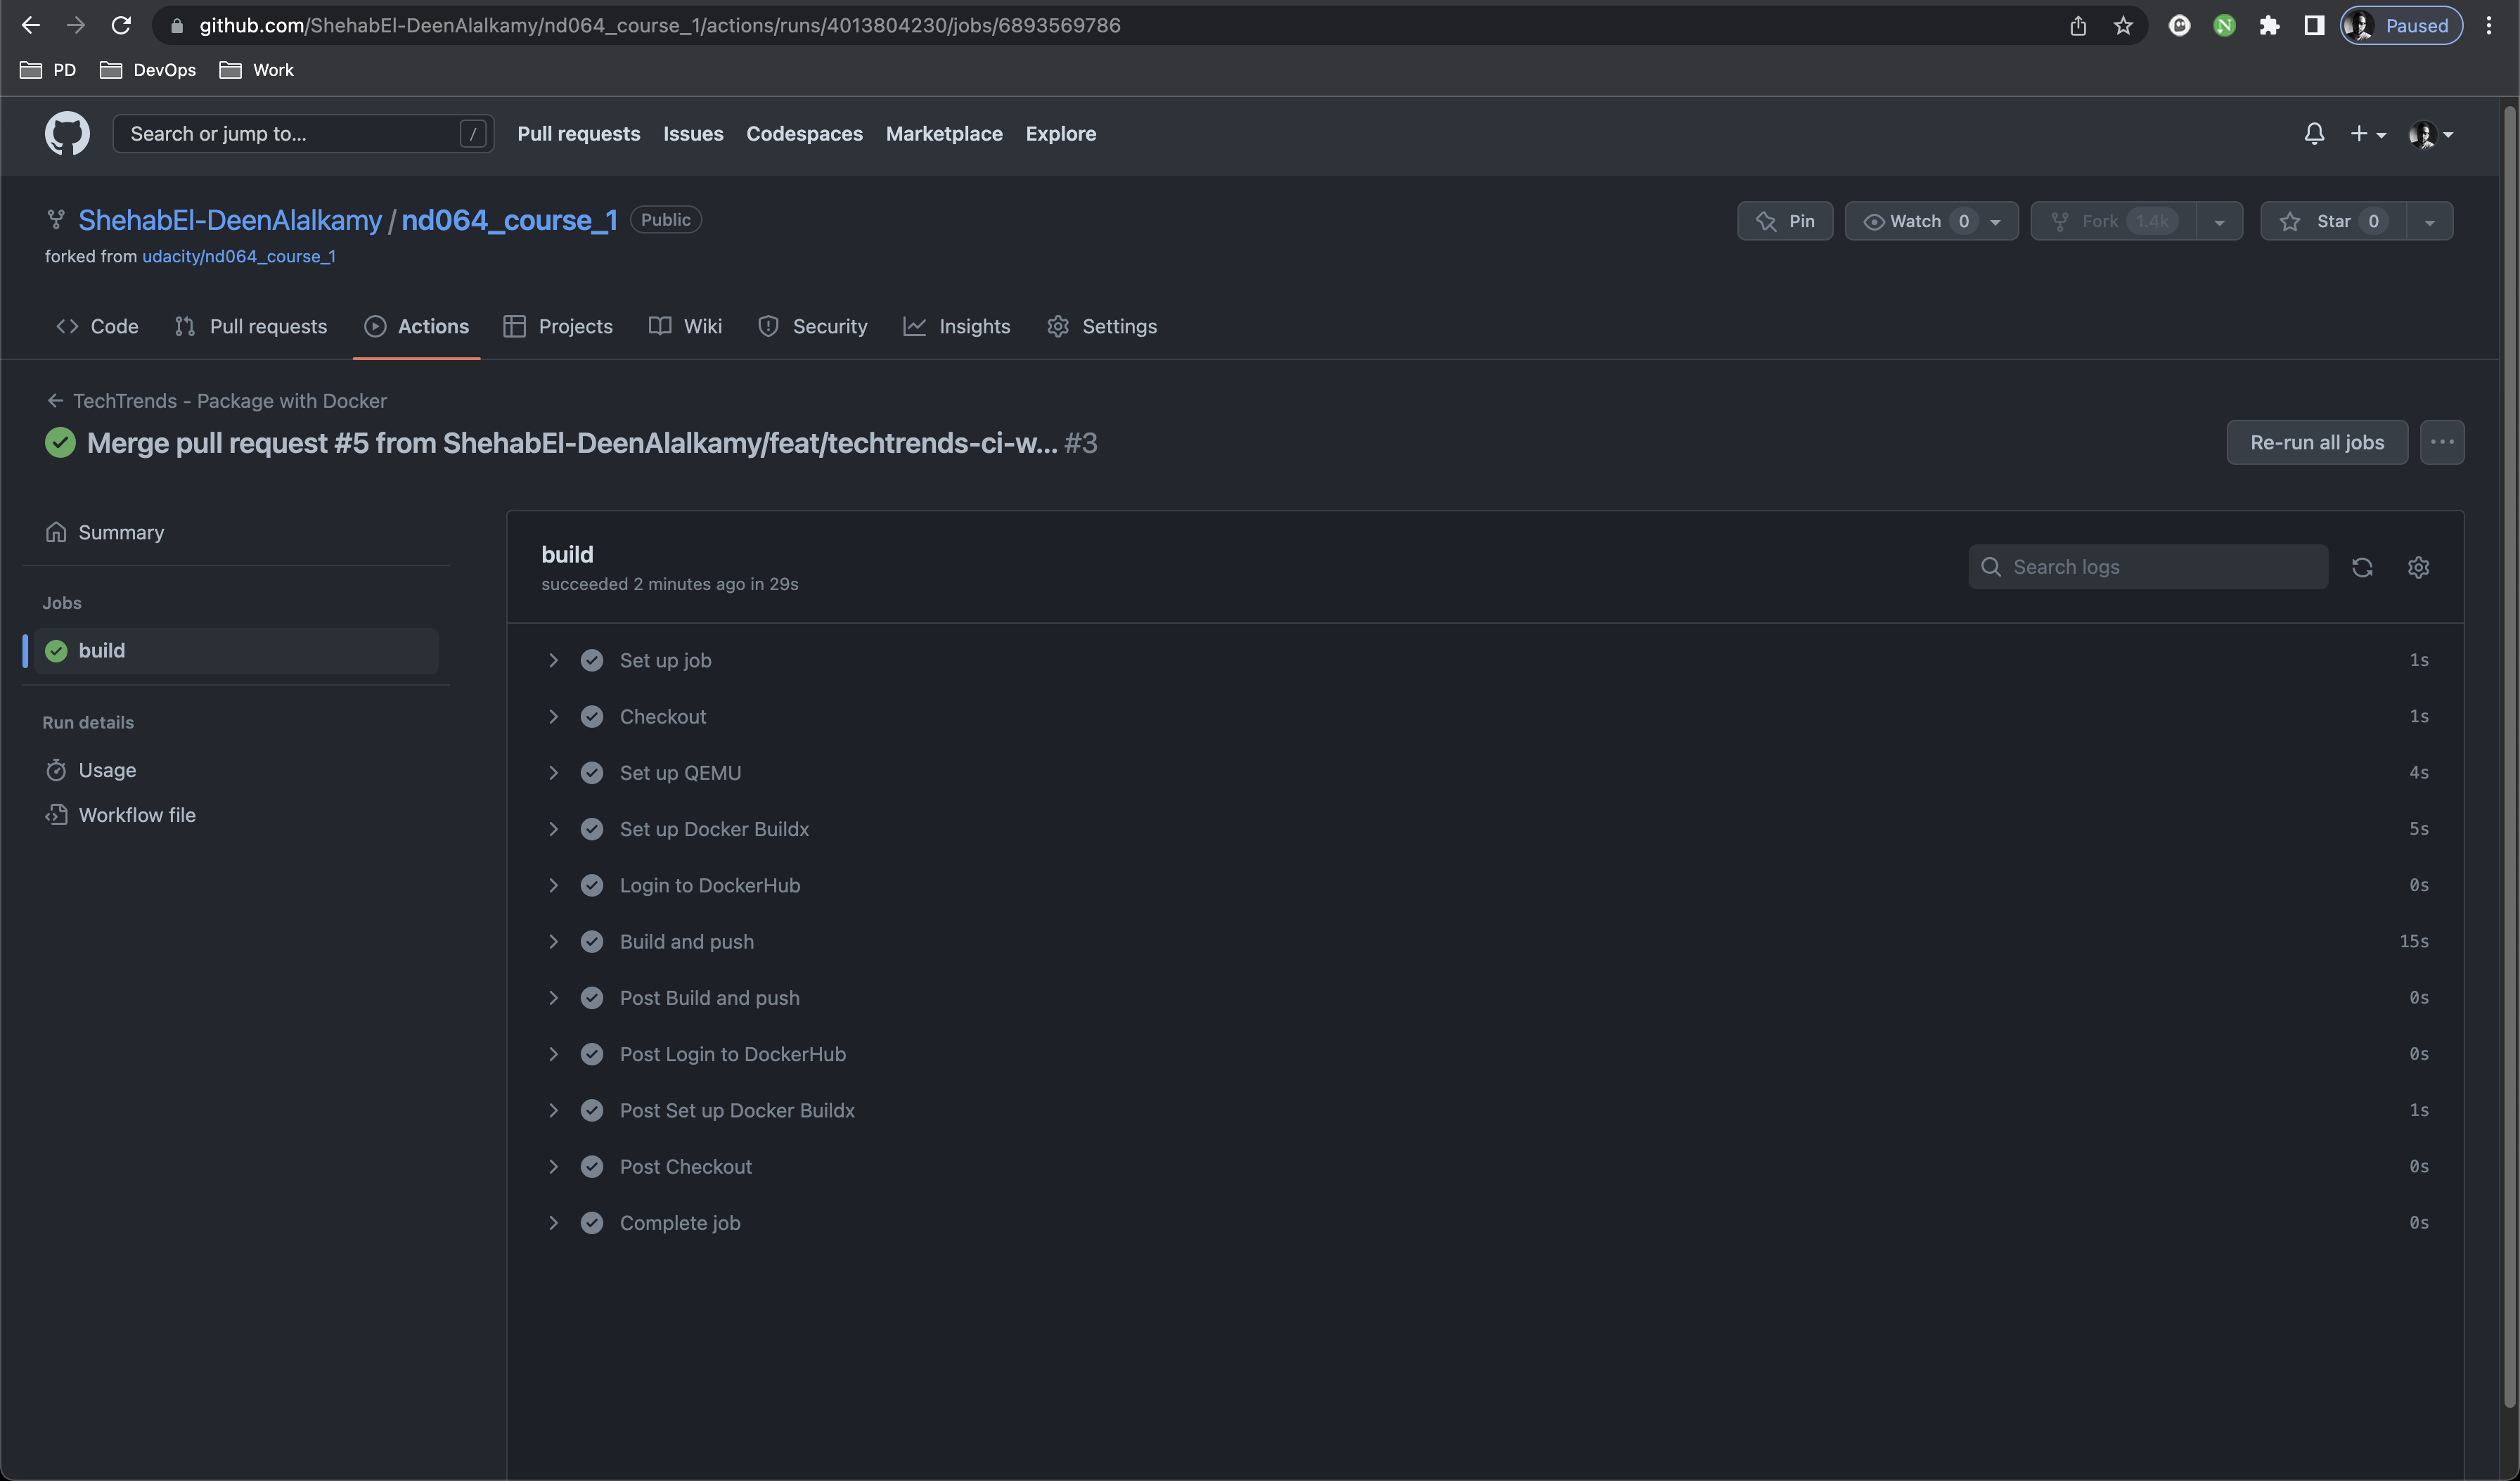 github.com/ShehabEl-DeenAlalkamy/nd064_course_1/actions/runs/4013804230/jobs/6893569786
Paused
PD DevOps Work
Search or jump to... / Pull requests Issues Codespaces Marketplace Explore
ShehabEl-DeenAlalkamy / nd064_course_1 Public
Pin Watch 0 Fork 1.4k Star 0
forked from udacity/nd064_course_1
Code Pull requests Actions Projects Wiki Security Insights Settings
TechTrends - Package with Docker
Merge pull request #5 from ShehabEl-DeenAlalkamy/feat/techtrends-ci-w... #3
Re-run all jobs
Summary
Jobs
build
Run details
Usage
Workflow file
build
succeeded 2 minutes ago in 29s
Search logs
Set up job 1s
Checkout 1s
Set up QEMU 4s
Set up Docker Buildx 5s
Login to DockerHub 0s
Build and push 15s
Post Build and push 0s
Post Login to DockerHub 0s
Post Set up Docker Buildx 1s
Post Checkout 0s
Complete job 0s